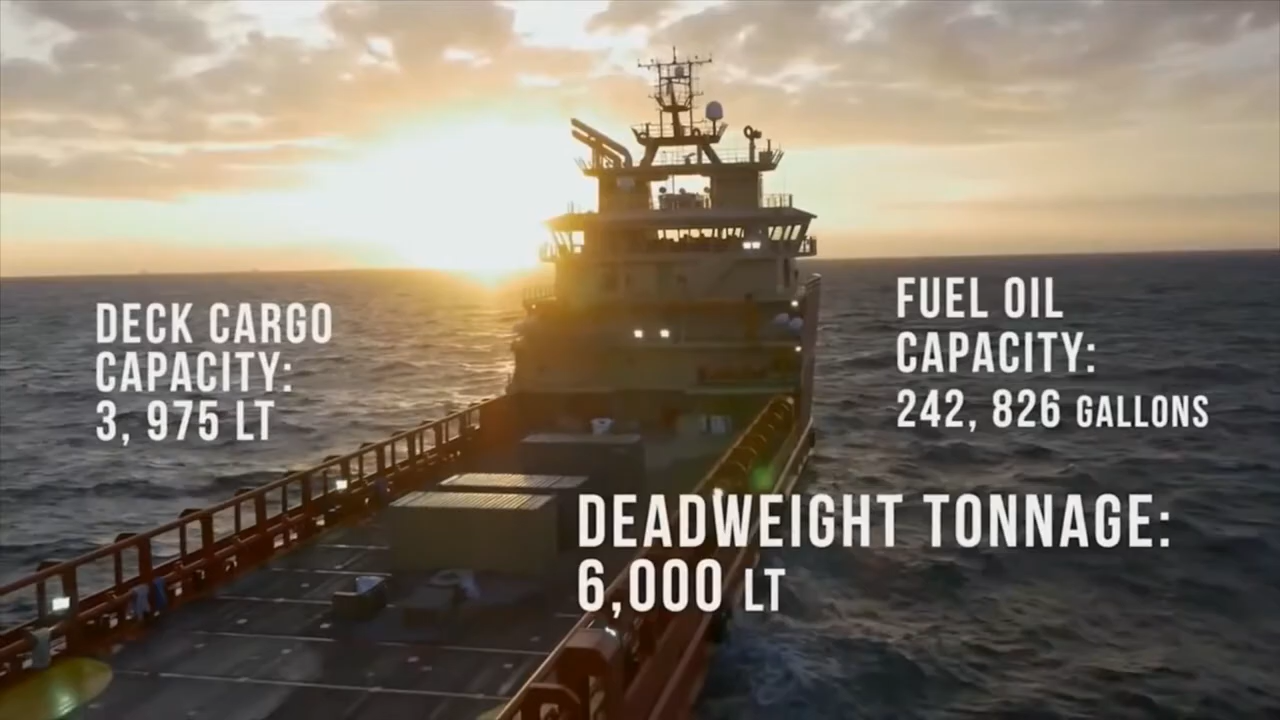 DECK CARGO
CAPACITY:
3, 975 LT
FUEL OIL
CAPACITY:
242, 826 GALLONS
DEADWEIGHT TONNAGE:
6,000 LT